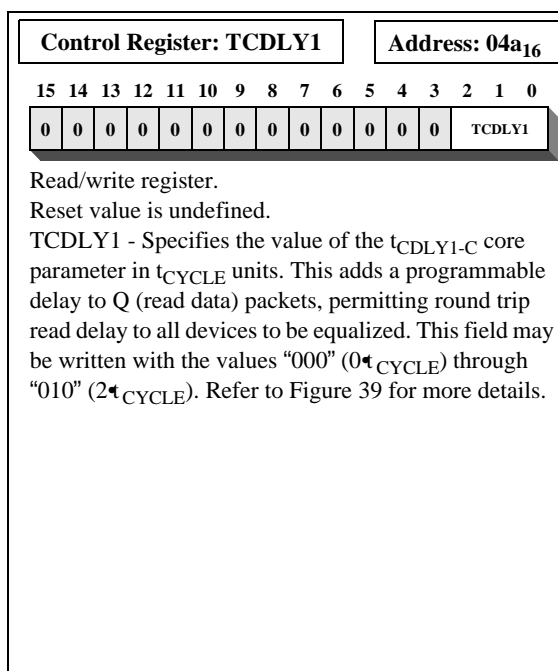 Control Register: TCDLY1
Address: 04a16
15 14 13 12 11 10 9 8 7 6 5 4 3 2 1 0
0 0 0 0 0 0 0 0 0 0 0 0 0 TCDLY1
Read/write register.
Reset value is undefined.
TCDLY1 - Specifies the value of the tCDLY1-C core
parameter in tCYCLE units. This adds a programmable
delay to Q (read data) packets, permitting round trip
read delay to all devices to be equalized. This field may
be written with the values “000” (0•tCYCLE) through
“010” (2•tCYCLE). Refer to Figure 39 for more details.